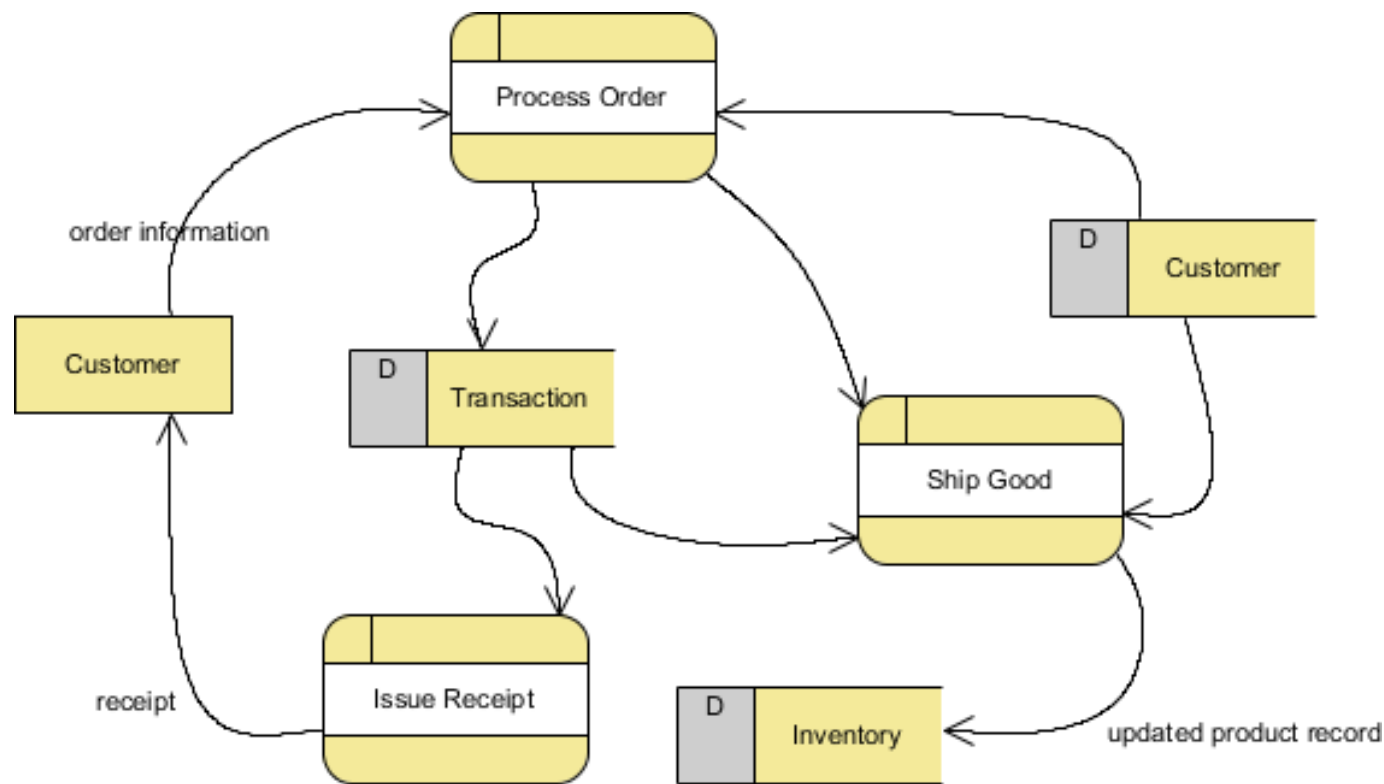 Process Order
order information
D
Customer
Customer
D
Transaction
Ship Good
receipt
Issue Receipt
D
Inventory
updated product record